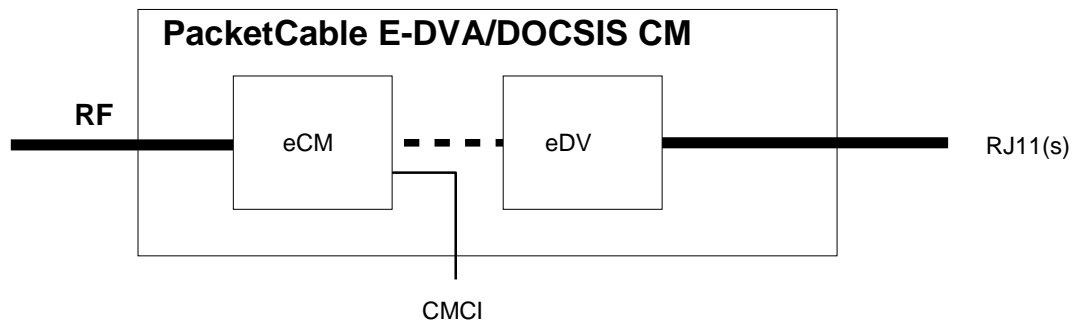 PacketCable E-DVA/DOCSIS CM
RF
eCM
eDV
RJ11(s)
CMCI